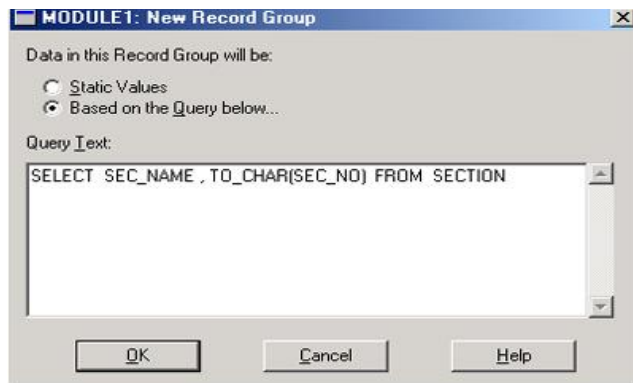 MODULE1: New Record Group
Data in this Record Group will be:
Static Values
Based on the Query below...
Query Text:
SELECT SEC_NAME , TO_CHAR(SEC_NO) FROM SECTION
OK Cancel Help